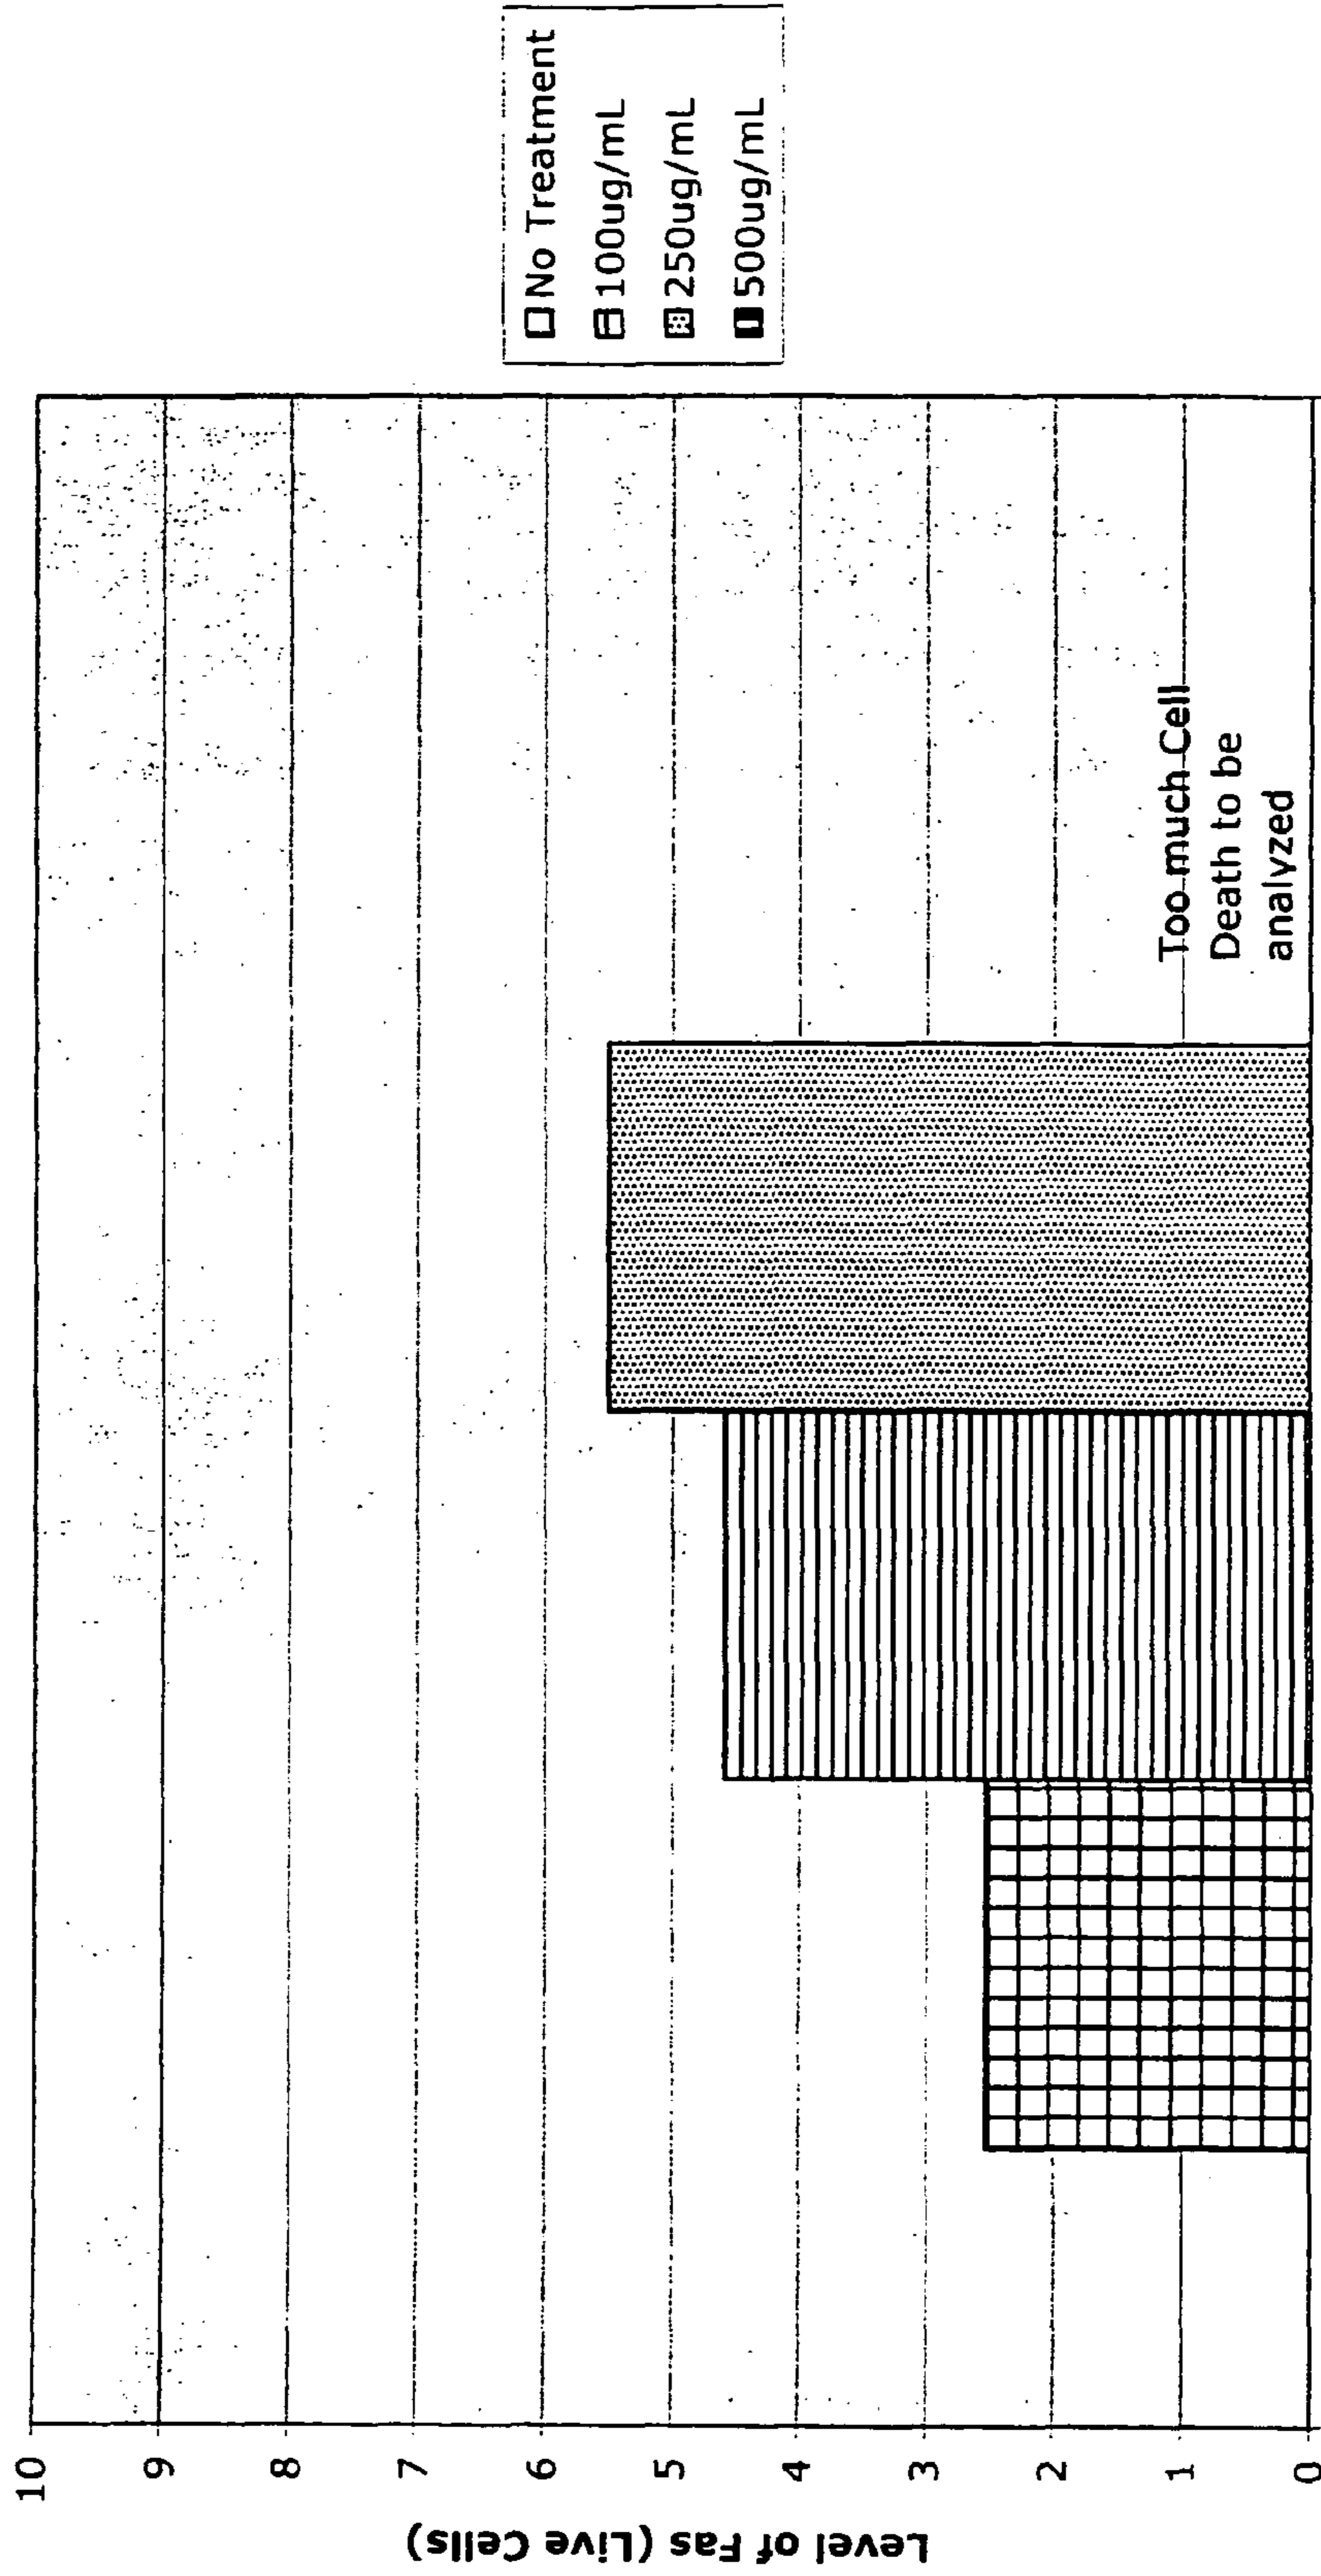 Level of Fas (Live Cells)
10
9
8
7
6
5
4
3
2
1
0
Too much Cell
Death to be
analyzed
No Treatment
100ug/mL
250ug/mL
500ug/mL